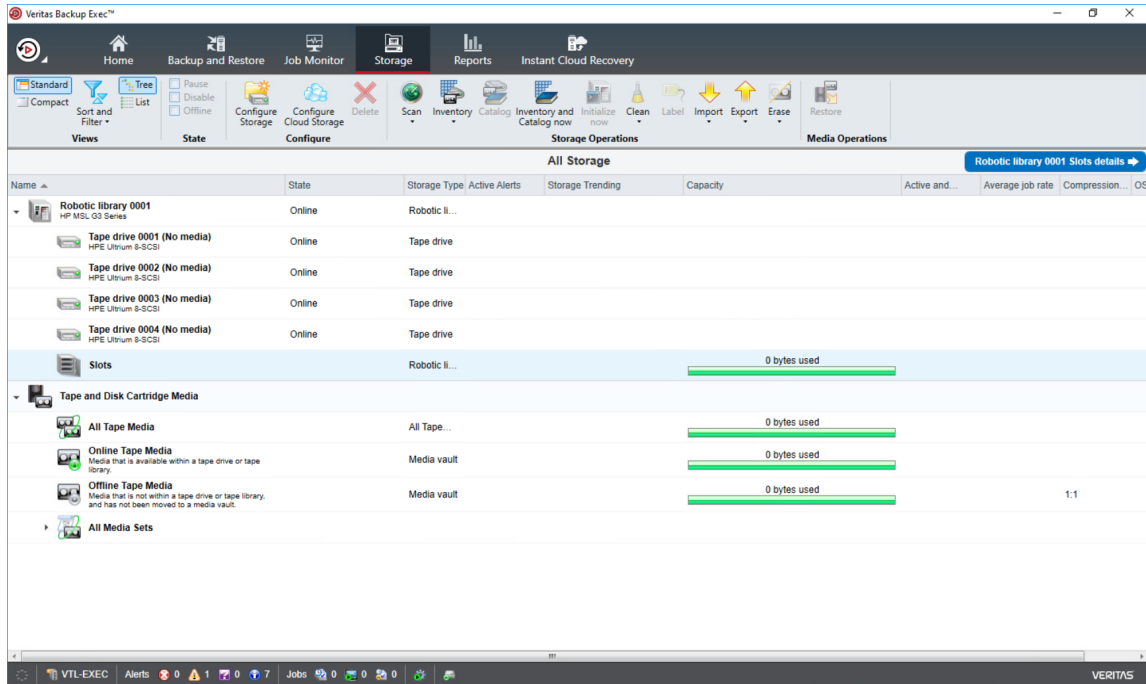 Veritas Backup Exec™
Home
Backup and Restore
Job Monitor
Storage
Reports
Instant Cloud Recovery
Standard
Compact
Sort and
Filter
Tree
List
Views
Pause
Disable
Offline
State
Configure
Storage
Configure
Cloud Storage
Delete
Configure
Scan
Inventory
Catalog
Inventory and
Catalog now
Initialize
now
Clean
Label
Import
Export
Erase
Storage Operations
Restore
Media Operations
All Storage
Robotic library 0001 Slots details
Name State Storage Type Active Alerts Storage Trending Capacity Active and... Average job rate Compression... OS
Robotic library 0001
HP MSL G3 Series
Online Robotic li...
Tape drive 0001 (No media)
HPE Ultrium 8-SCSI
Online Tape drive
Tape drive 0002 (No media)
HPE Ultrium 8-SCSI
Online Tape drive
Tape drive 0003 (No media)
HPE Ultrium 8-SCSI
Online Tape drive
Tape drive 0004 (No media)
HPE Ultrium 8-SCSI
Online Tape drive
Slots Robotic li... 0 bytes used
Tape and Disk Cartridge Media
All Tape Media All Tape... 0 bytes used
Online Tape Media
Media that is available within a tape drive or tape
library.
Media vault 0 bytes used
Offline Tape Media
Media that is not within a tape drive or tape library,
and has not been moved to a media vault.
Media vault 0 bytes used 1:1
All Media Sets
VTL-EXEC Alerts 0 1 0 7 Jobs 0 0 0 VERITAS